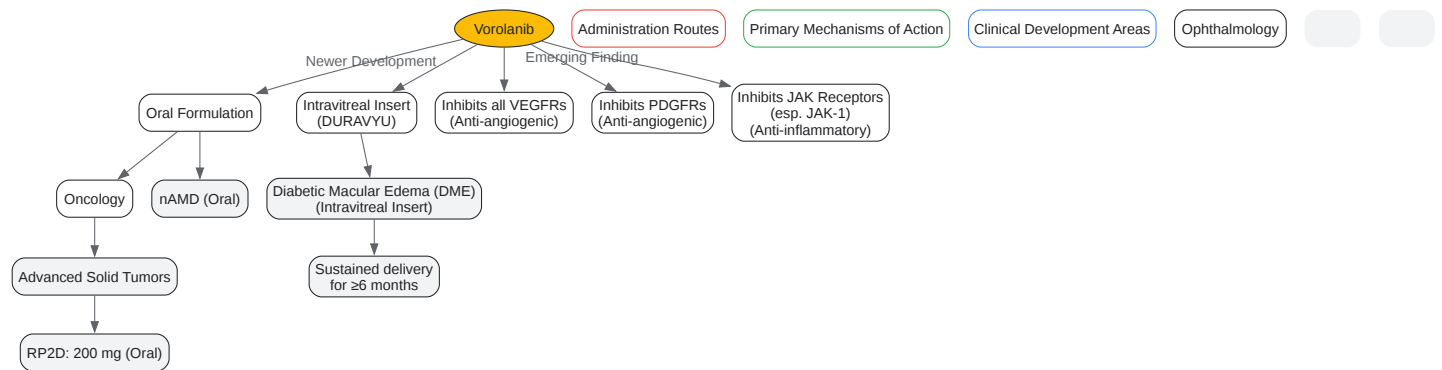 Vorolanib
Administration Routes
Primary Mechanisms of Action
Clinical Development Areas
Ophthalmology
Newer Development
Emerging Finding
Oral Formulation
Intravitreal Insert
(DURAVYU)
Inhibits all VEGFRs
(Anti-angiogenic)
Inhibits PDGFRs
(Anti-angiogenic)
Inhibits JAK Receptors
(esp. JAK-1)
(Anti-inflammatory)
Oncology
nAMD (Oral)
Diabetic Macular Edema (DME)
(Intravitreal Insert)
Advanced Solid Tumors
Sustained delivery
for ≥6 months
RP2D: 200 mg (Oral)